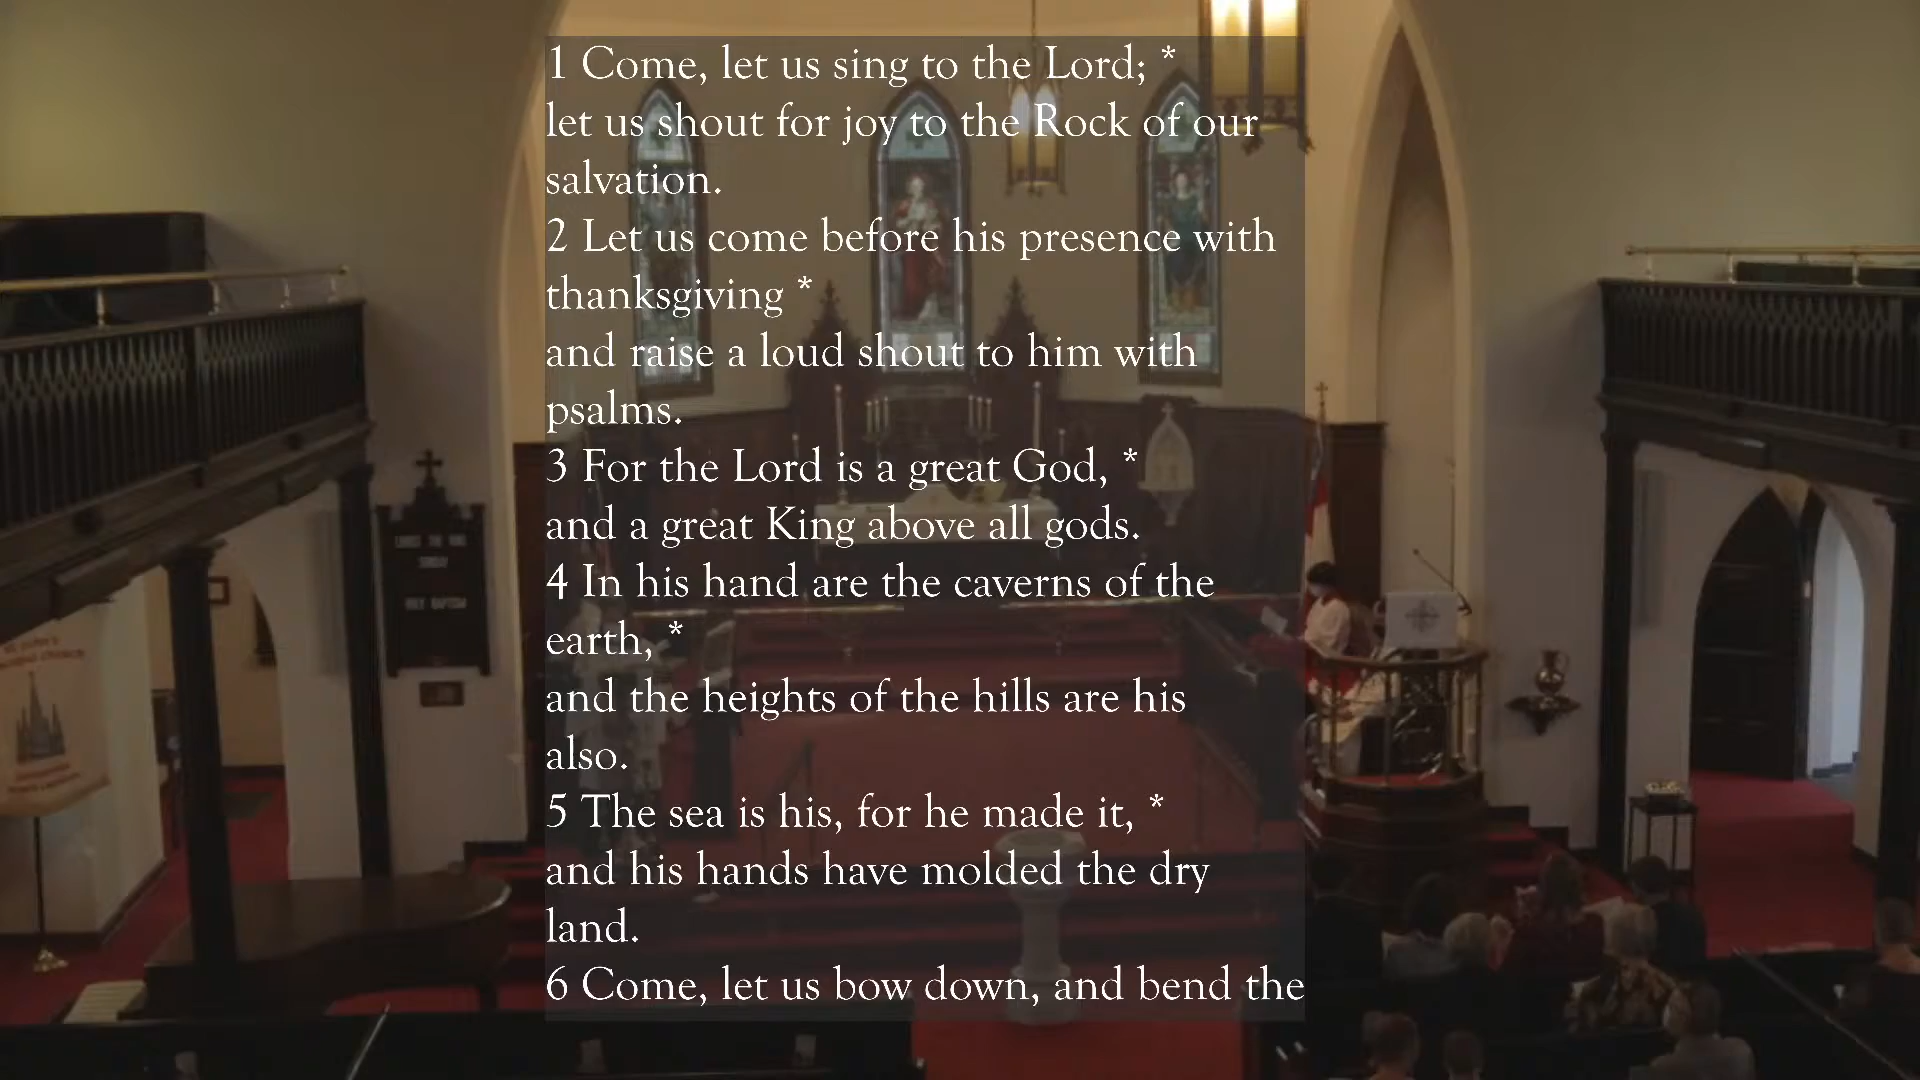 1 Come, let us sing to the Lord; *
let us shout for joy to the Rock of our
salvation.
2 Let us come before his presence with
thanksgiving *
and raise a loud shout to him with
psalms.
3 For the Lord is a great God, *
and a great King above all gods.
4 In his hand are the caverns of the
earth, *
and the heights of the hills are his
also.
5 The sea is his, for he made it, *
and his hands have molded the dry
land.
6 Come, let us bow down, and bend the
SUNDAY
HOLY BAPTISM